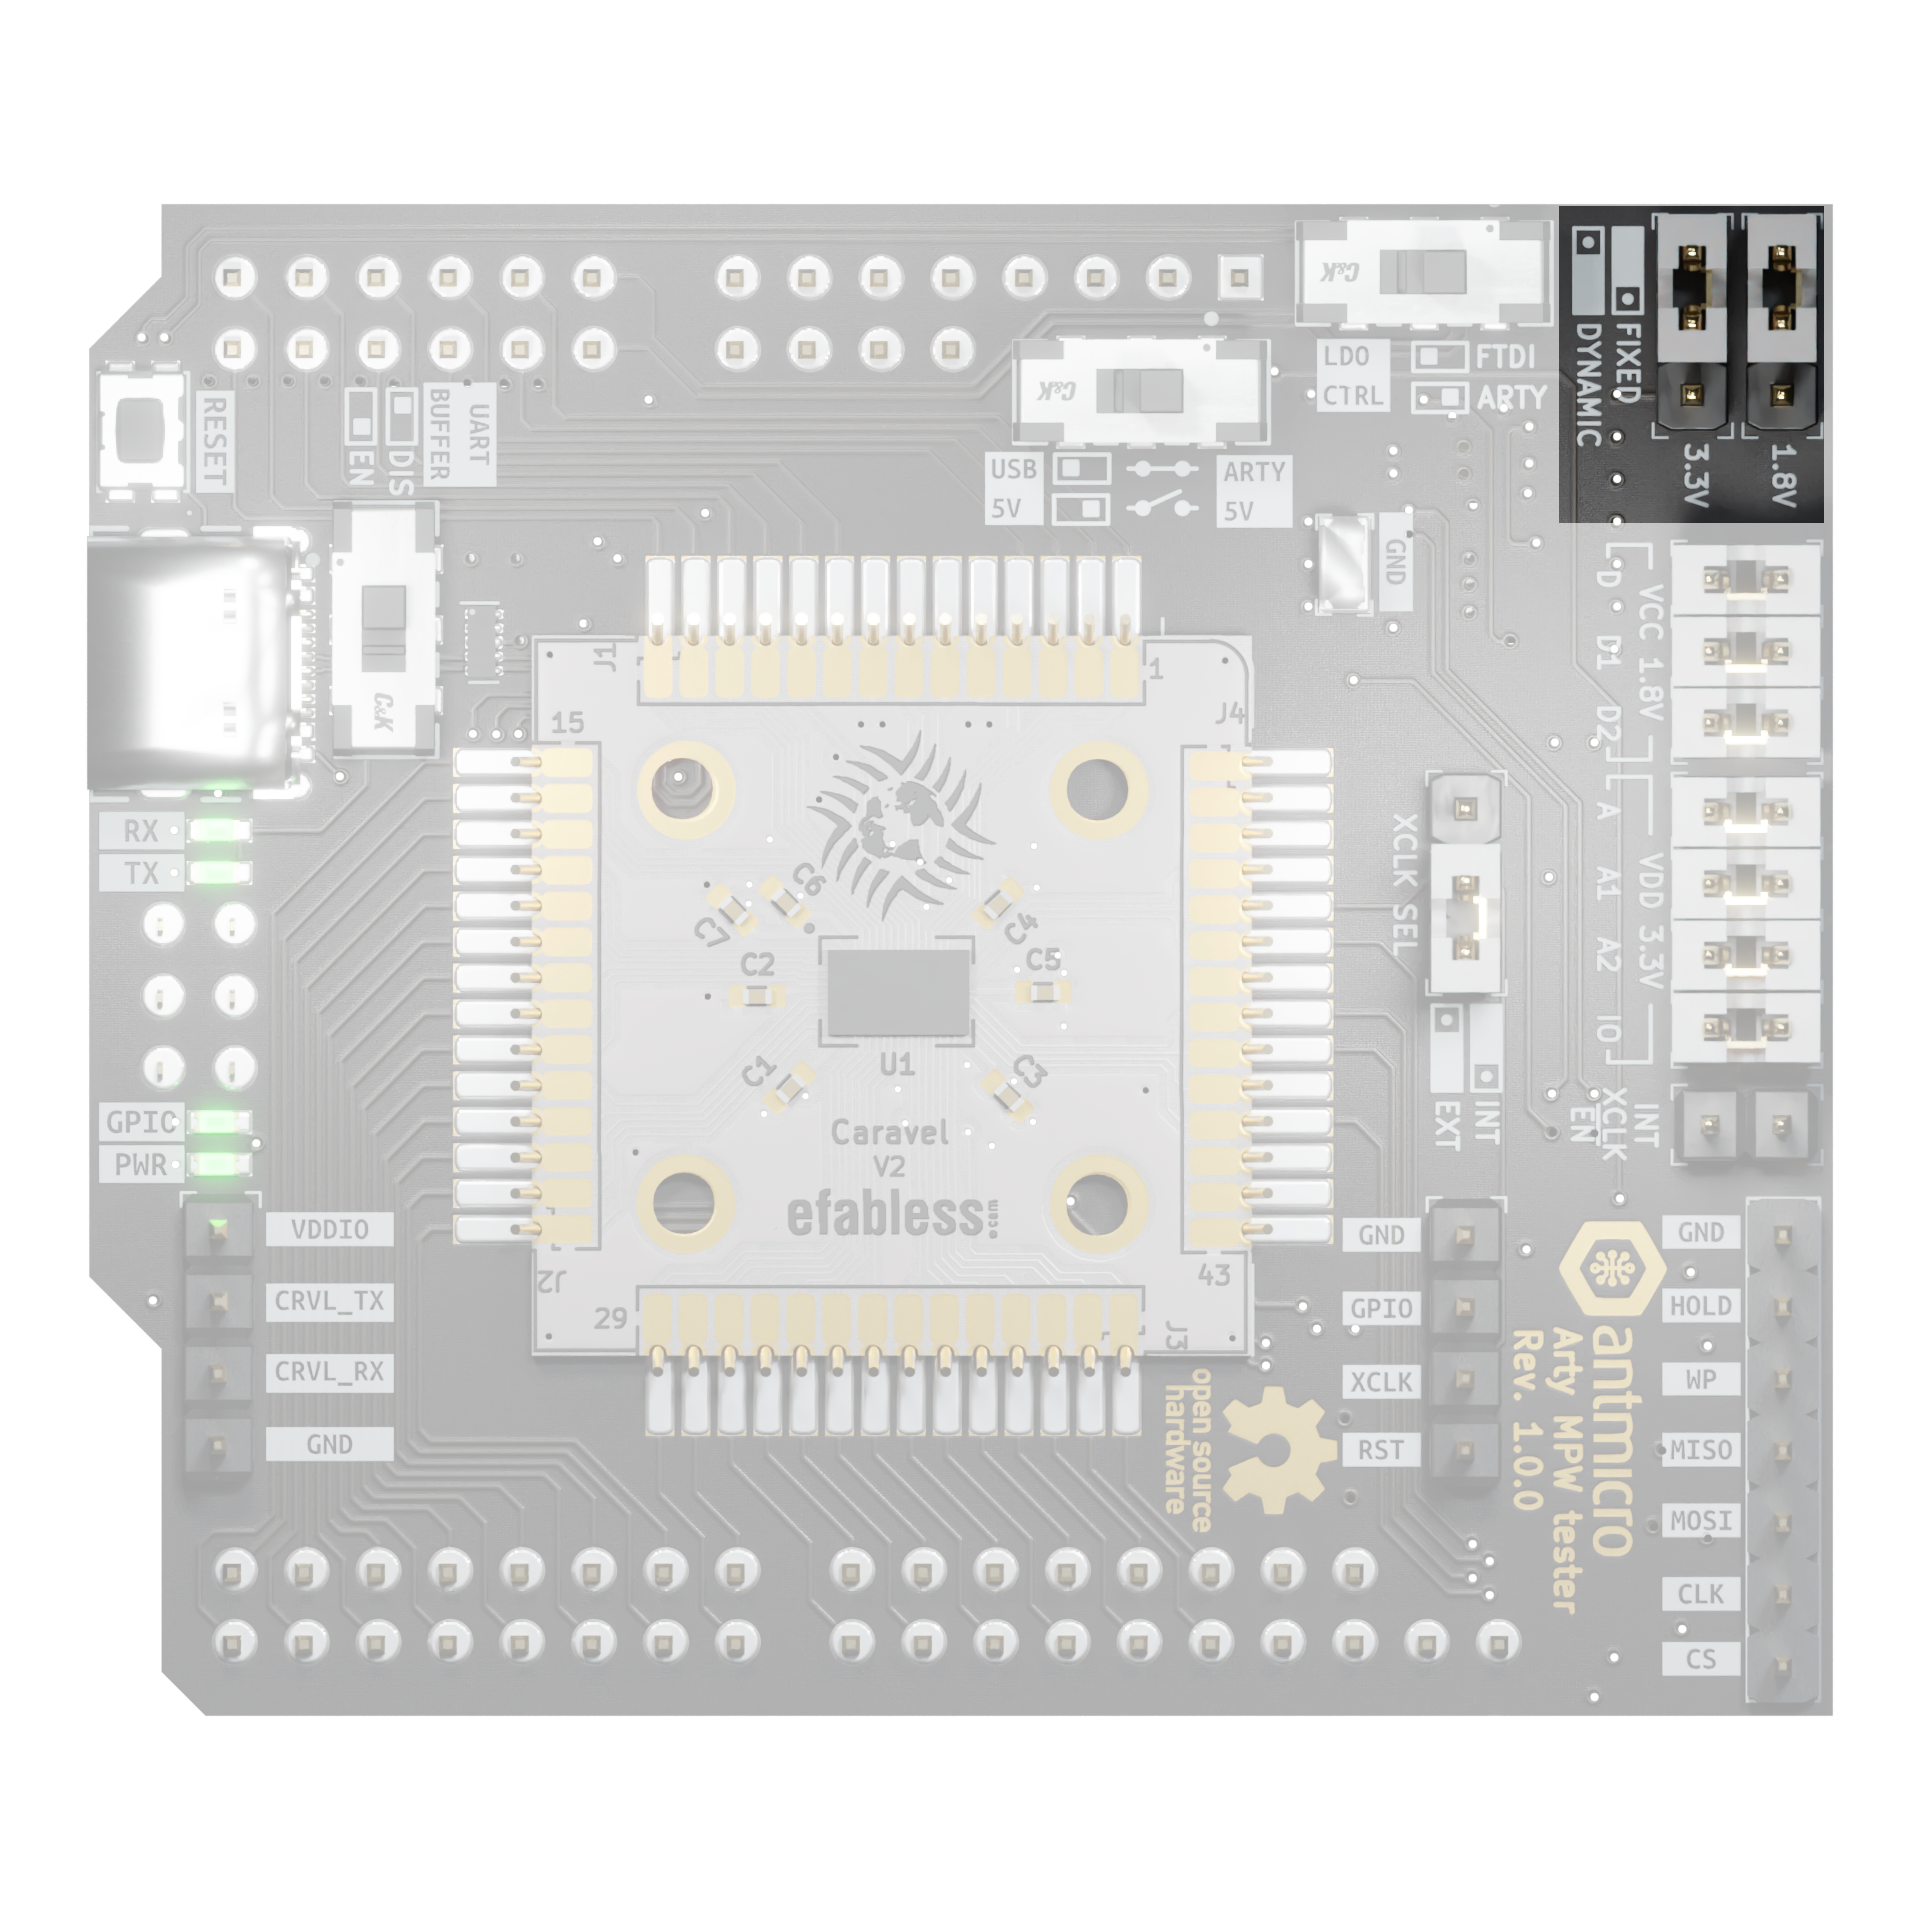 C&K
LDO
CTRL
FTDI
ARTY
FIXED
DYNAMIC
3.3V
1.8V
C&K
USB
5V
ARTY
5V
RESET
EN
DIS
UART
BUFFER
C&K
GND
VCC 1.8V
D
D1
D2
VDD 3.3V
A
A1
A2
IO
INT
XCLK
EN
XCLK SEL
EXT
INT
J1
1
15
J4
RX
TX
C7
C6
C4
C2
C5
U1
C1
C3
Caravel
V2
efabless.com
GPIO
PWR
J2
29
J3
43
VDDIO
CRVL_TX
CRVL_RX
GND
GND
GPIO
XCLK
RST
open source
hardware
antmicro
Arty MPW tester
Rev. 1.0.0
GND
HOLD
WP
MISO
MOSI
CLK
CS